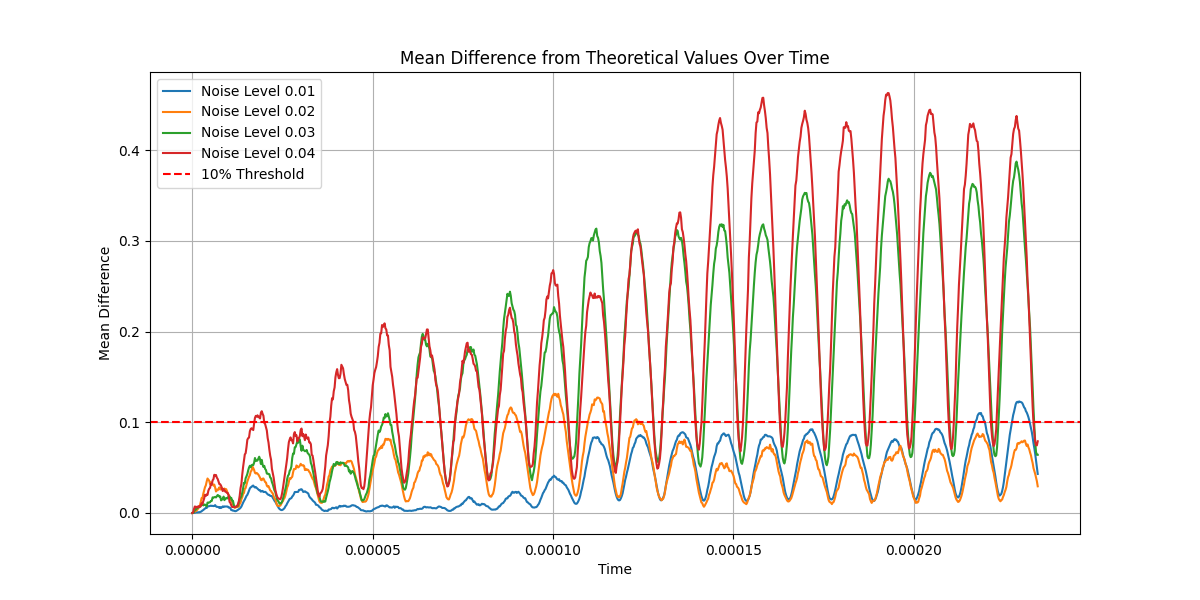 Mean Difference from Theoretical Values Over Time
Noise Level 0.01
Noise Level 0.02
Noise Level 0.03
Noise Level 0.04
10% Threshold
Mean Difference
0.4
0.3
0.2
0.1
0.0
0.00000 0.00005 0.00010 0.00015 0.00020
Time